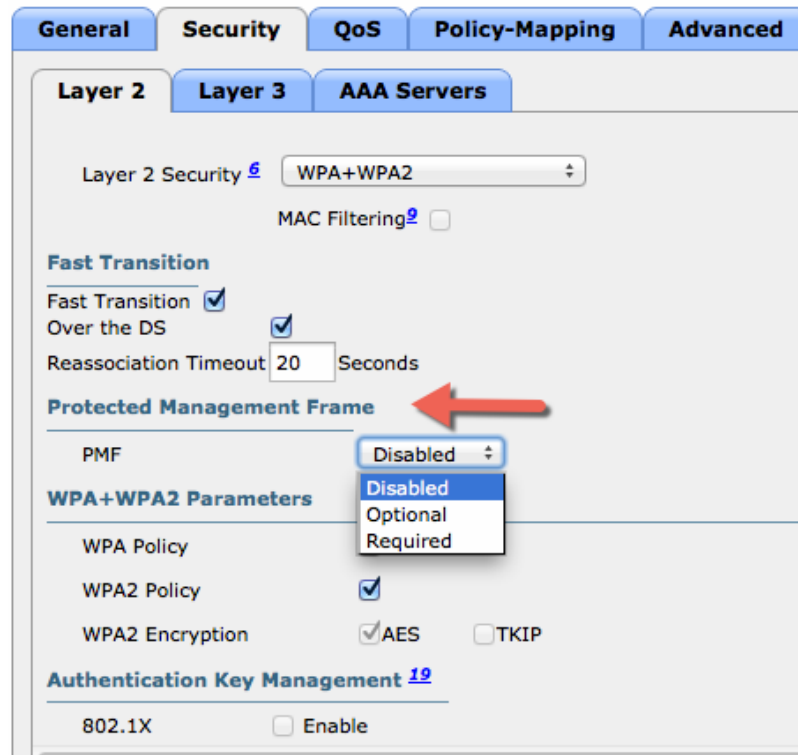 General Security QoS Policy-Mapping Advanced
Layer 2 Layer 3 AAA Servers
Layer 2 Security 6 WPA+WPA2
MAC Filtering 9
Fast Transition
Fast Transition
Over the DS
Reassociation Timeout 20 Seconds
Protected Management Frame
PMF Disabled
Disabled
WPA+WPA2 Parameters
Optional
Required
WPA Policy
WPA2 Policy
WPA2 Encryption AES TKIP
Authentication Key Management 19
802.1X Enable